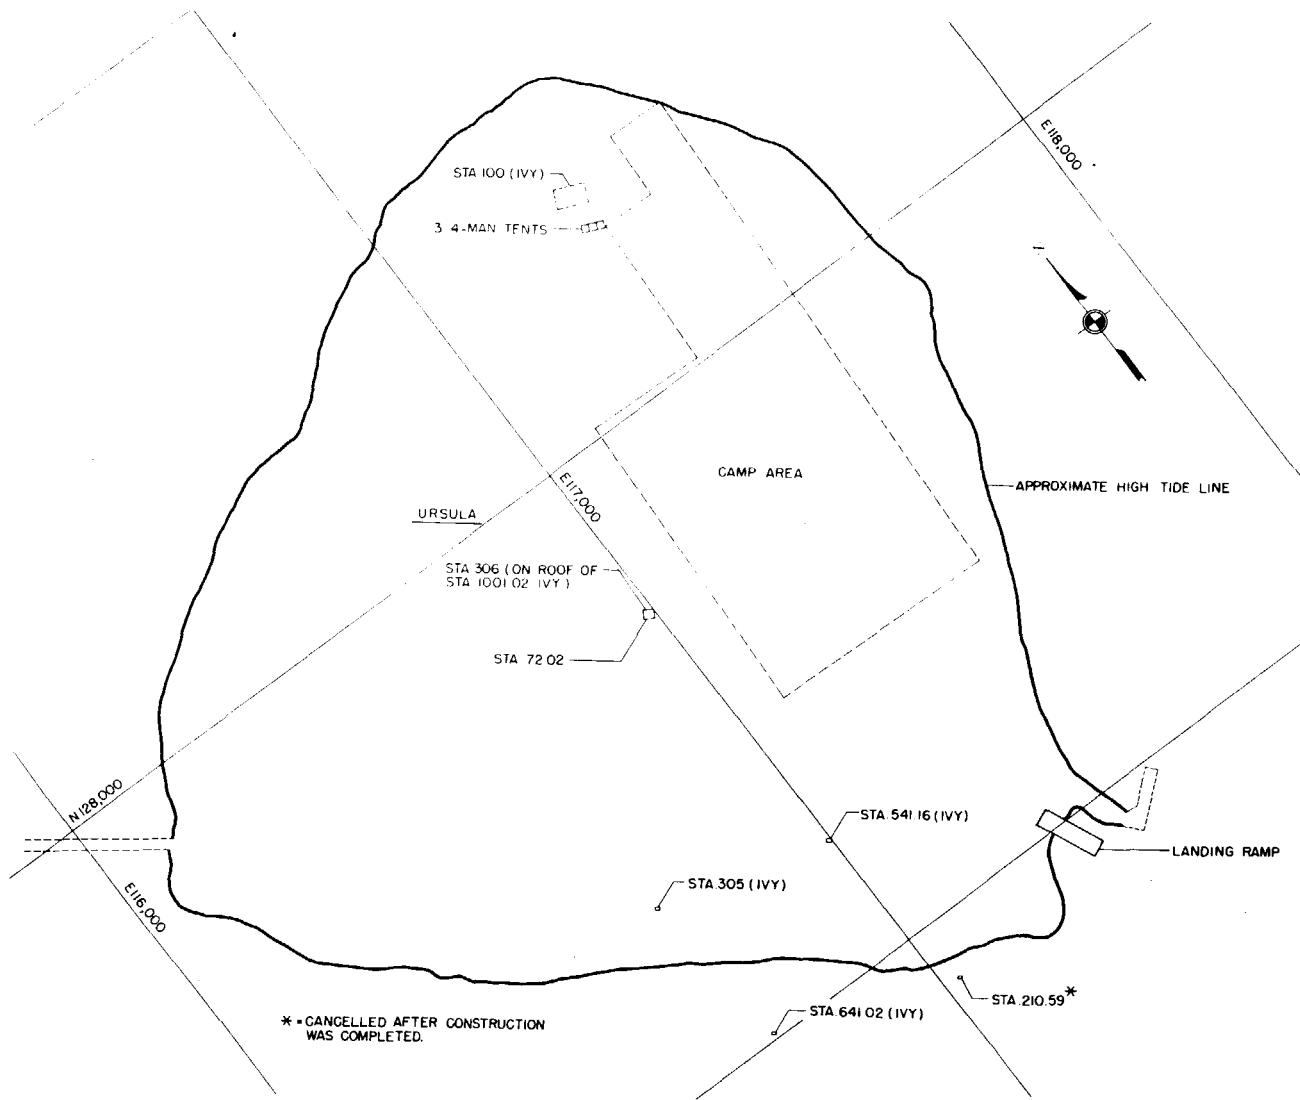 E118,000
STA 100 (IVY)
3 4-MAN TENTS
N
CAMP AREA
APPROXIMATE HIGH TIDE LINE
E117,000
URSULA
STA 306 (ON ROOF OF
STA 1001.02 IVY)
STA 72.02
N128,000
STA.541.16 (IVY)
LANDING RAMP
STA.305 (IVY)
E116,000
STA.210.59*
STA.641.02 (IVY)
* = CANCELLED AFTER CONSTRUCTION
WAS COMPLETED.